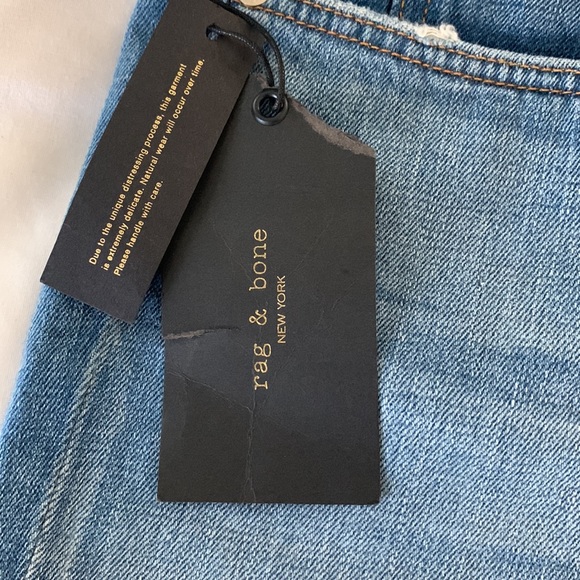 Due to the unique distressing process, this garment
is extremely delicate. Natural wear will occur over time.
Please handle with care.
rag & bone
NEW YORK